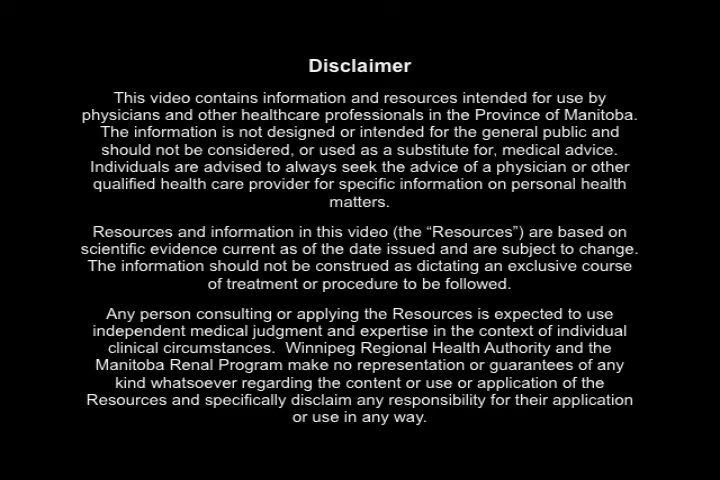 Disclaimer
This video contains information and resources intended for use by
physicians and other healthcare professionals in the Province of Manitoba.
The information is not designed or intended for the general public and
should not be considered, or used as a substitute for, medical advice.
Individuals are advised to always seek the advice of a physician or other
qualified health care provider for specific information on personal health
matters.
Resources and information in this video (the “Resources”) are based on
scientific evidence current as of the date issued and are subject to change.
The information should not be construed as dictating an exclusive course
of treatment or procedure to be followed.
Any person consulting or applying the Resources is expected to use
independent medical judgment and expertise in the context of individual
clinical circumstances.  Winnipeg Regional Health Authority and the
Manitoba Renal Program make no representation or guarantees of any
kind whatsoever regarding the content or use or application of the
Resources and specifically disclaim any responsibility for their application
or use in any way.